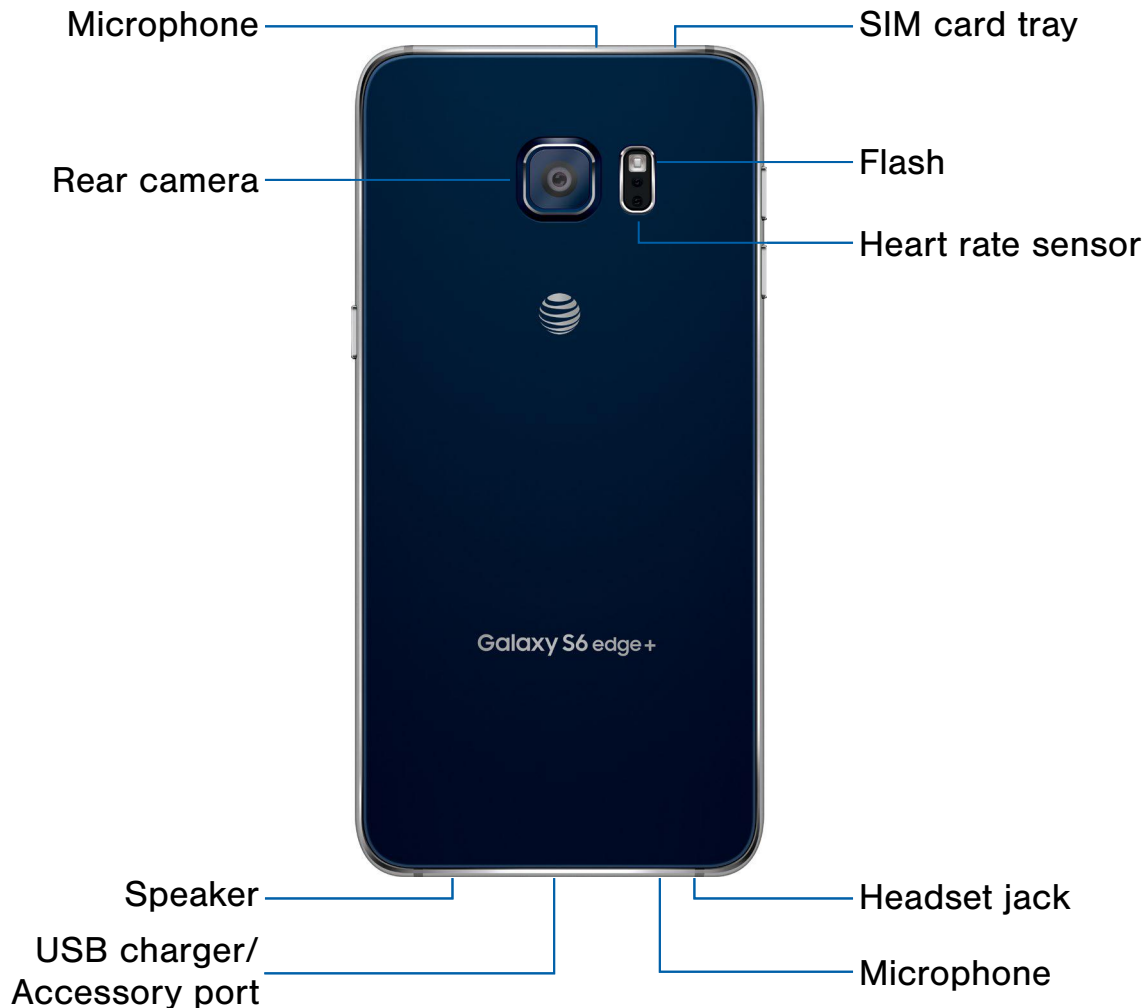 Microphone
SIM card tray
Rear camera
Flash
Heart rate sensor
Galaxy S6 edge+
Speaker
Headset jack
USB charger/
Accessory port
Microphone